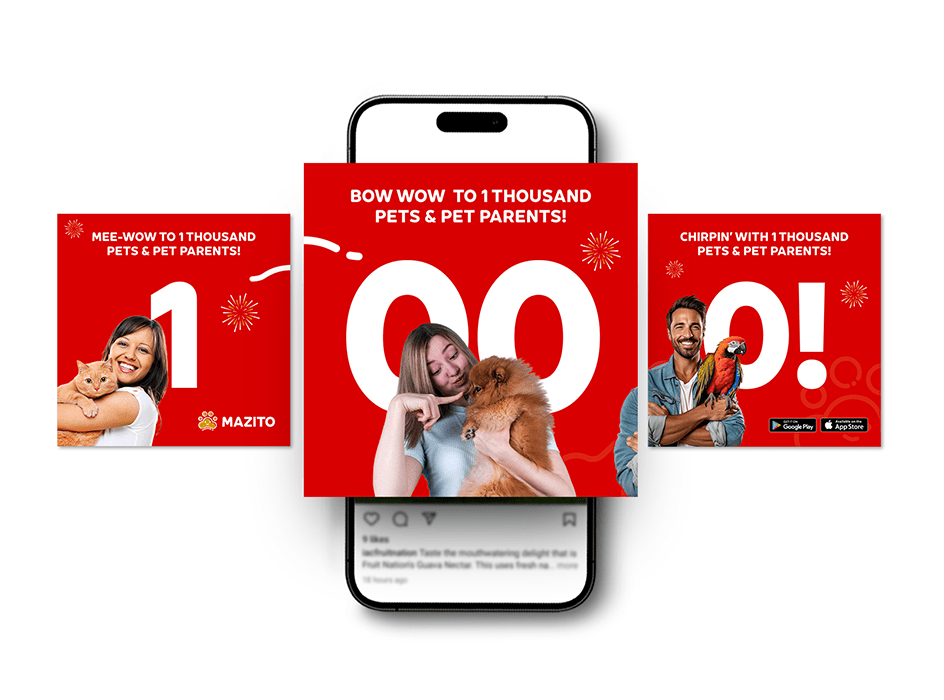 MEE-WOW TO 1 THOUSAND
PETS & PET PARENTS!
1
MAZITO
BOW WOW TO 1 THOUSAND
PETS & PET PARENTS!
00
CHIRPIN' WITH 1 THOUSAND
PETS & PET PARENTS!
0!
GET IT ON
Google Play
Available on the
App Store
9 likes
iacfruitnation Taste the mouthwatering delight that is
Fruit Nation's Guava Nectar. This uses fresh na... more
18 hours ago